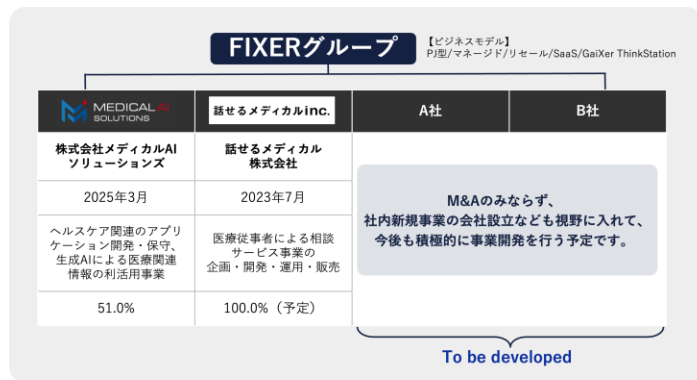 FIXERグループ
【ビジネスモデル】
PJ型/マネージド/リセール/SaaS/GaiXer ThinkStation
MEDICAL AI
SOLUTIONS
話せるメディカルinc.
A社
B社
株式会社メディカルAI
ソリューションズ
話せるメディカル
株式会社
2025年3月
2023年7月
ヘルスケア関連のアプリ
ケーション開発・保守、
生成AIによる医療関連
情報の利活用事業
医療従事者による相談
サービス事業の
企画・開発・運用・販売
51.0%
100.0%（予定）
M&Aのみならず、
社内新規事業の会社設立なども視野に入れて、
今後も積極的に事業開発を行う予定です。
To be developed